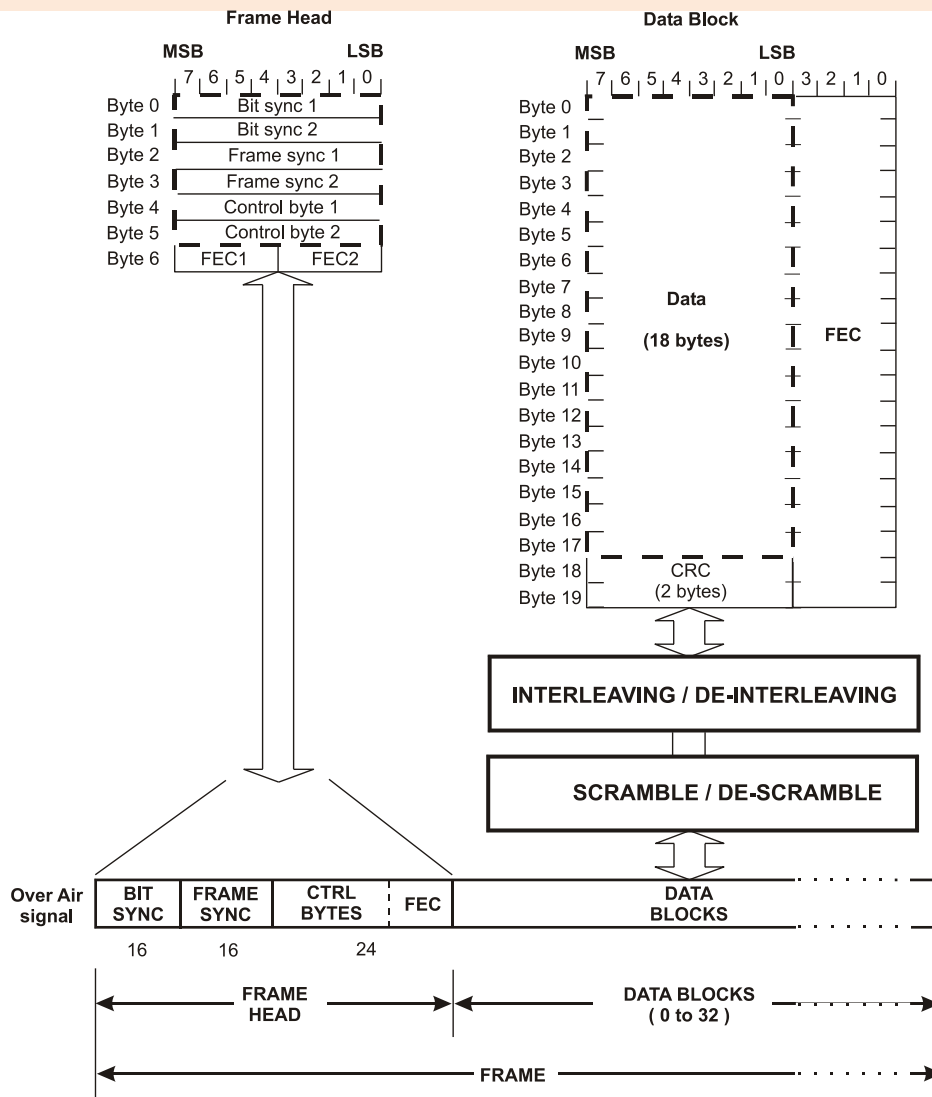 Frame Head
MSB LSB
7 6 5 4 3 2 1 0
Byte 0 Bit sync 1
Byte 1 Bit sync 2
Byte 2 Frame sync 1
Byte 3 Frame sync 2
Byte 4 Control byte 1
Byte 5 Control byte 2
Byte 6 FEC1 FEC2
Data Block
MSB LSB
7 6 5 4 3 2 1 0 3 2 1 0
Byte 0
Byte 1
Byte 2
Byte 3
Byte 4
Byte 5
Byte 6
Byte 7
Byte 8
Byte 9
Byte 10
Byte 11
Byte 12
Byte 13
Byte 14
Byte 15
Byte 16
Byte 17
Byte 18
Byte 19
Data
(18 bytes)
FEC
CRC
(2 bytes)
INTERLEAVING / DE-INTERLEAVING
SCRAMBLE / DE-SCRAMBLE
Over Air
signal
BIT
SYNC
FRAME
SYNC
CTRL
BYTES
FEC
DATA
BLOCKS
16 16 24
FRAME
HEAD
DATA BLOCKS
( 0 to 32 )
FRAME